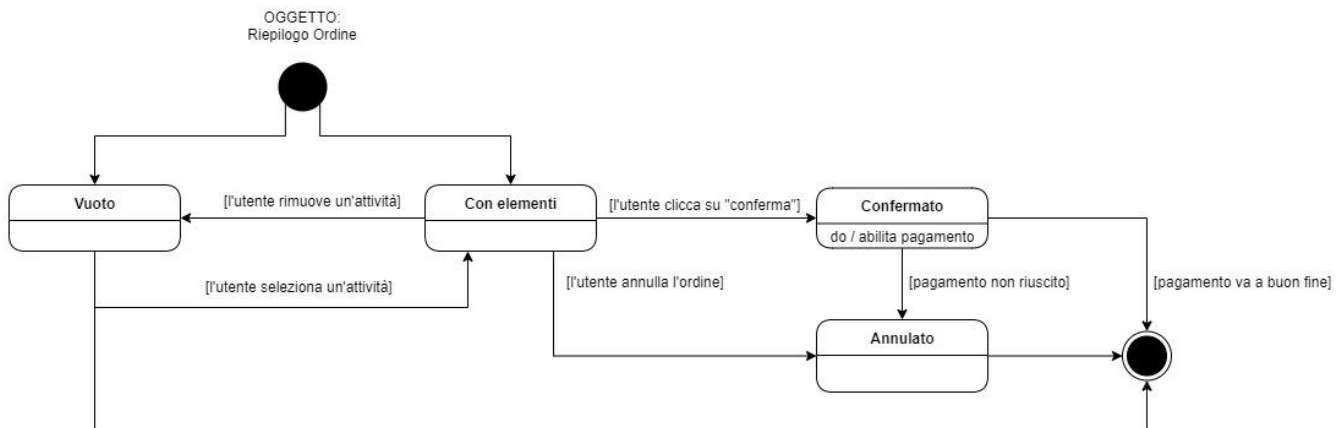 OGGETTO:
Riepilogo Ordine
Vuoto
[l'utente rimuove un'attività]
Con elementi
[l'utente clicca su "conferma"]
Confermato
do / abilita pagamento
[l'utente seleziona un'attività]
[l'utente annulla l'ordine]
[pagamento non riuscito]
[pagamento va a buon fine]
Annulato